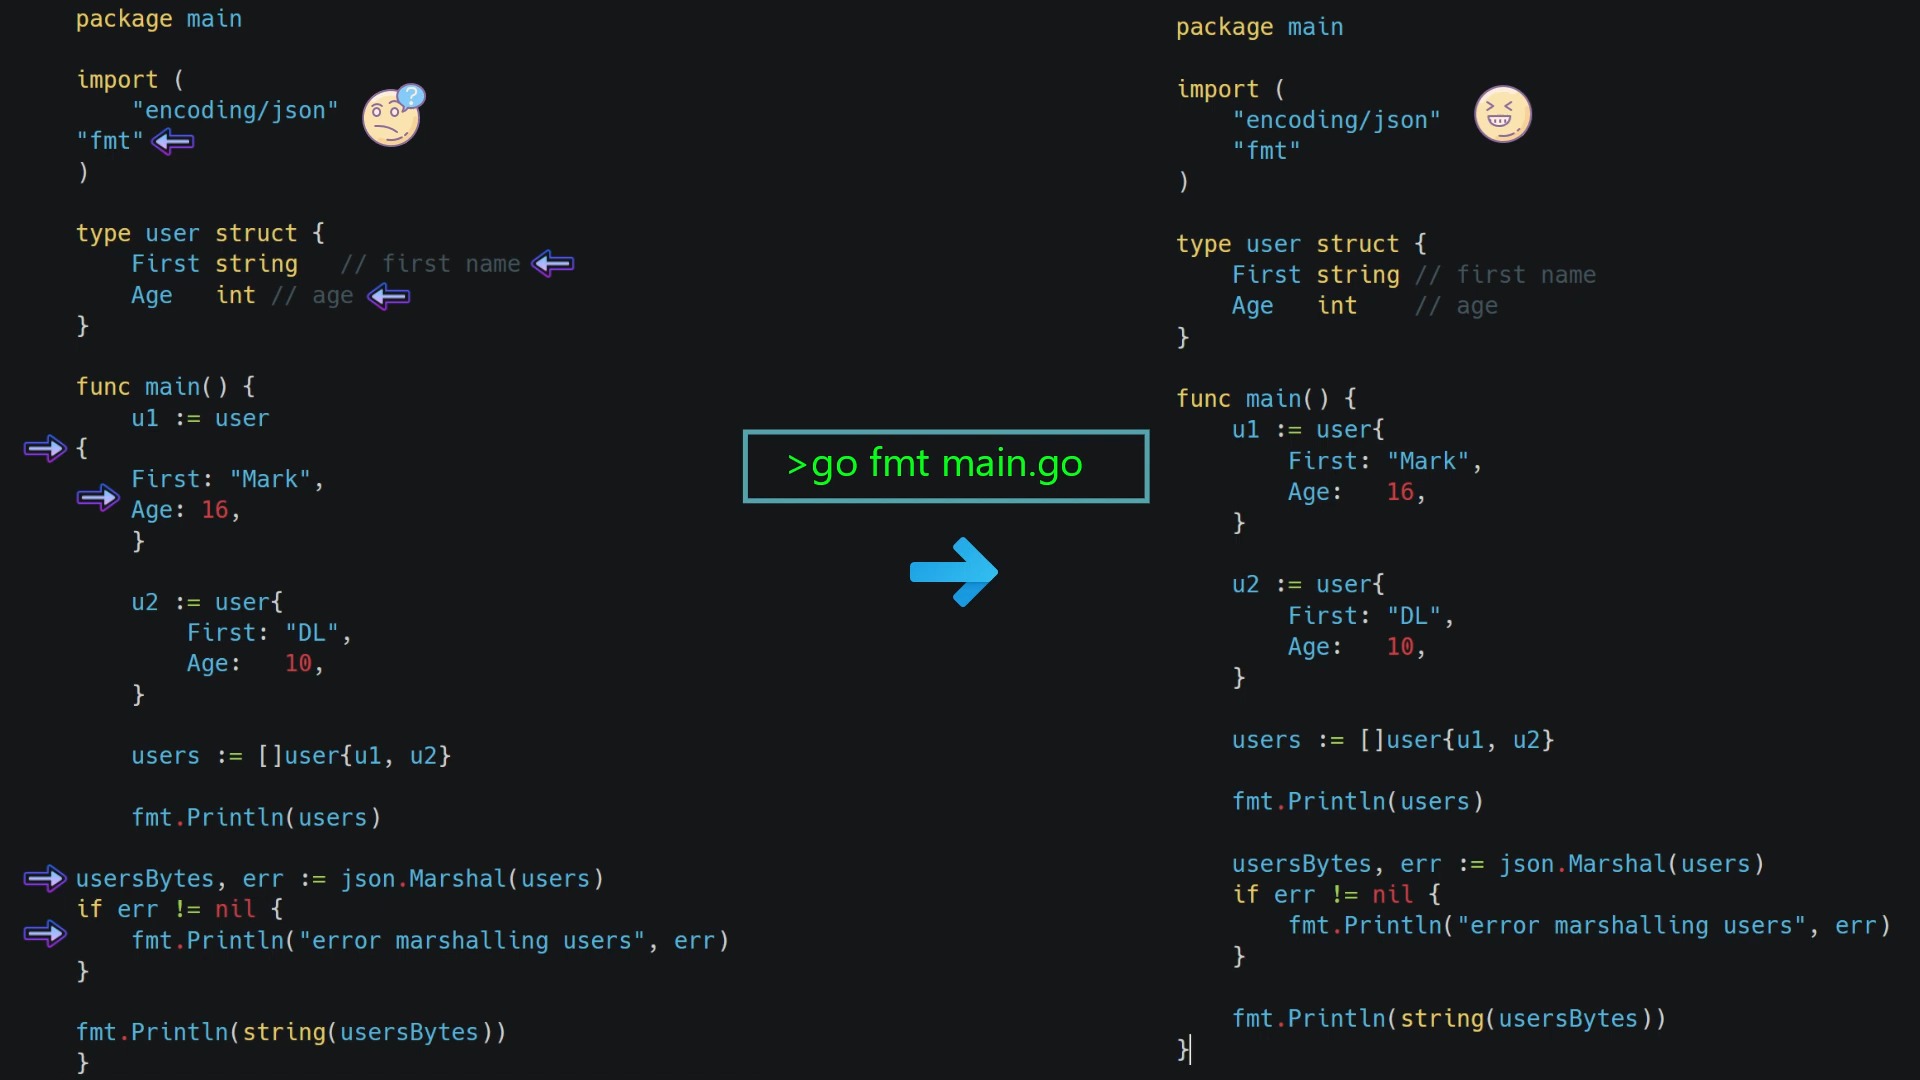 package main

import (
    "encoding/json"
"fmt"
)

type user struct {
    First string   // first name
    Age   int // age
}

func main() {
    u1 := user
{
    First: "Mark",
    Age: 16,
    }

    u2 := user{
        First: "DL",
        Age:   10,
    }

    users := []user{u1, u2}

    fmt.Println(users)

usersBytes, err := json.Marshal(users)
if err != nil {
    fmt.Println("error marshalling users", err)
}

fmt.Println(string(usersBytes))
}

?

>go fmt main.go

package main

import (
    "encoding/json"
    "fmt"
)

type user struct {
    First string // first name
    Age   int    // age
}

func main() {
    u1 := user{
        First: "Mark",
        Age:   16,
    }

    u2 := user{
        First: "DL",
        Age:   10,
    }

    users := []user{u1, u2}

    fmt.Println(users)

    usersBytes, err := json.Marshal(users)
    if err != nil {
        fmt.Println("error marshalling users", err)
    }

    fmt.Println(string(usersBytes))
}